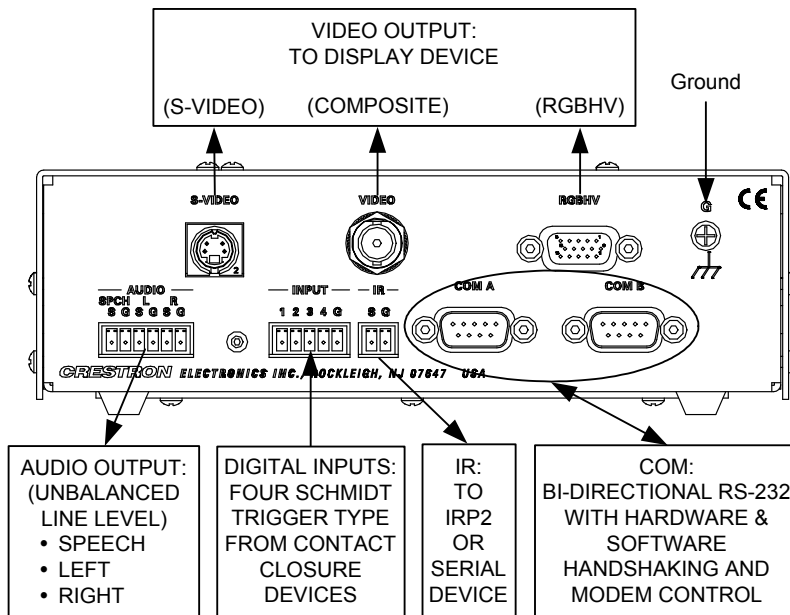 VIDEO OUTPUT:
TO DISPLAY DEVICE
(S-VIDEO) (COMPOSITE) (RGBHV)
Ground
S-VIDEO VIDEO RGBHV G CE
2
AUDIO INPUT IR COM A COM B
SPCH L R
S G S G S G 1 2 3 4 G S G
CRESTRON ELECTRONICS INC./ROCKLEIGH, NJ 07647 USA
AUDIO OUTPUT:
(UNBALANCED
LINE LEVEL)
• SPEECH
• LEFT
• RIGHT
DIGITAL INPUTS:
FOUR SCHMIDT
TRIGGER TYPE
FROM CONTACT
CLOSURE
DEVICES
IR:
TO
IRP2
OR
SERIAL
DEVICE
COM:
BI-DIRECTIONAL RS-232
WITH HARDWARE &
SOFTWARE
HANDSHAKING AND
MODEM CONTROL